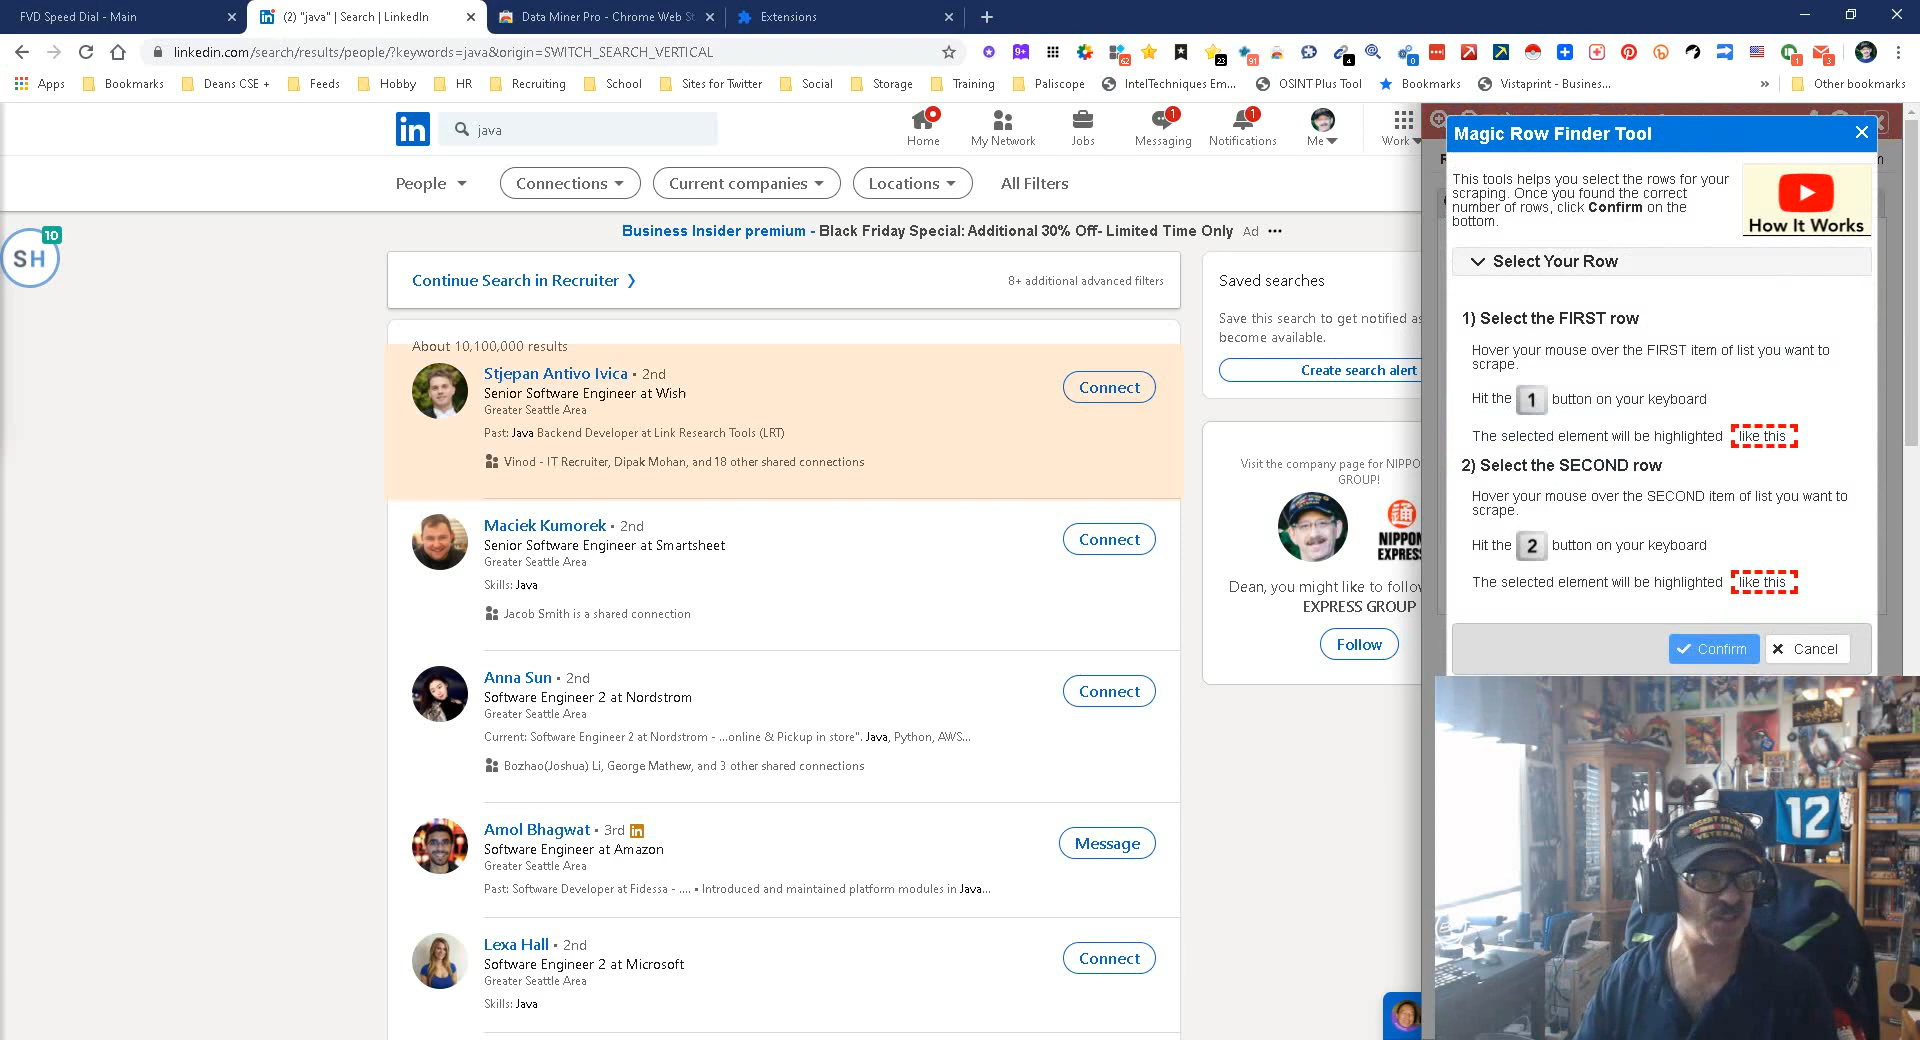 FVD Speed Dial - Main
(2) "java" | Search | LinkedIn
Data Miner Pro - Chrome Web St
Extensions
linkedin.com/search/results/people/?keywords=java&origin=SWITCH_SEARCH_VERTICAL
Apps
Bookmarks
Deans CSE +
Feeds
Hobby
HR
Recruiting
School
Sites for Twitter
Social
Storage
Training
Paliscope
IntelTechniques Em...
OSINT Plus Tool
Bookmarks
Vistaprint - Busines...
»
Other bookmarks
in
java
Home
My Network
Jobs
Messaging
1
Notifications
1
Me
Work
People
Connections
Current companies
Locations
All Filters
Business Insider premium - Black Friday Special: Additional 30% Off- Limited Time Only Ad •••
SH
10
Continue Search in Recruiter ❯
8+ additional advanced filters
About 10,100,000 results
Stjepan Antivo Ivica • 2nd
Senior Software Engineer at Wish
Greater Seattle Area
Past: Java Backend Developer at Link Research Tools (LRT)
Vinod - IT Recruiter, Dipak Mohan, and 18 other shared connections
Connect
Maciek Kumorek • 2nd
Senior Software Engineer at Smartsheet
Greater Seattle Area
Skills: Java
Jacob Smith is a shared connection
Connect
Anna Sun • 2nd
Software Engineer 2 at Nordstrom
Greater Seattle Area
Current: Software Engineer 2 at Nordstrom - ...online & Pickup in store". Java, Python, AWS...
Bozhao(Joshua) Li, George Mathew, and 3 other shared connections
Connect
Amol Bhagwat • 3rd in
Software Engineer at Amazon
Greater Seattle Area
Past: Software Developer at Fidessa - .... • Introduced and maintained platform modules in Java...
Message
Lexa Hall • 2nd
Software Engineer 2 at Microsoft
Greater Seattle Area
Skills: Java
Connect
Saved searches
Save this search to get notified as
become available.
Create search alert
Visit the company page for NIPPO
GROUP!
NIPPON
EXPRESS
Dean, you might like to follow
EXPRESS GROUP
Follow
Magic Row Finder Tool
This tools helps you select the rows for your
scraping. Once you found the correct
number of rows, click Confirm on the
bottom.
How It Works
Select Your Row
1) Select the FIRST row
Hover your mouse over the FIRST item of list you want to
scrape.
Hit the 1 button on your keyboard
The selected element will be highlighted like this
2) Select the SECOND row
Hover your mouse over the SECOND item of list you want to
scrape.
Hit the 2 button on your keyboard
The selected element will be highlighted like this
Confirm
Cancel
12